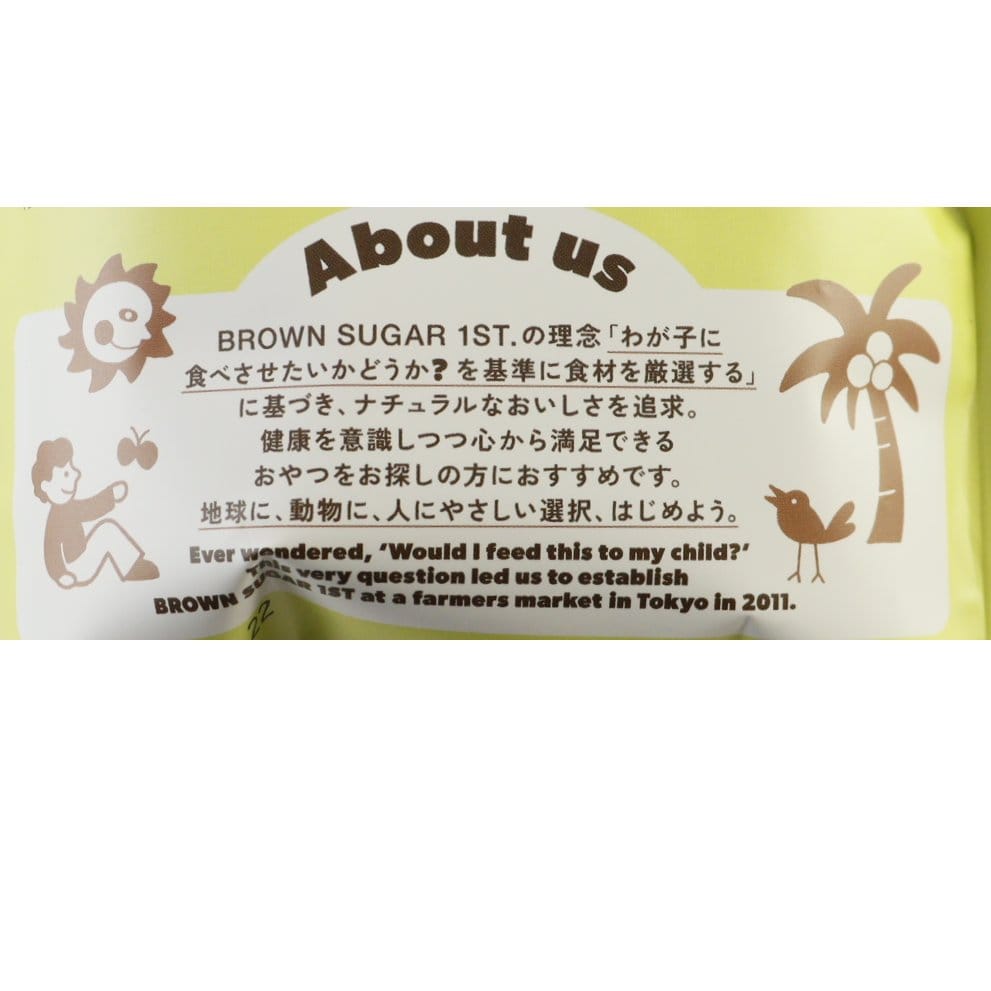 About us
BROWN SUGAR 1ST.の理念「わが子に
食べさせたいかどうか?を基準に食材を厳選する」
に基づき、ナチュラルなおいしさを追求。
健康を意識しつつ心から満足できる
おやつをお探しの方におすすめです。
地球に、動物に、人にやさしい選択、はじめよう。
Ever wondered, ‘Would I feed this to my child?’
This very question led us to establish
BROWN SUGAR 1ST at a farmers market in Tokyo in 2011.
22